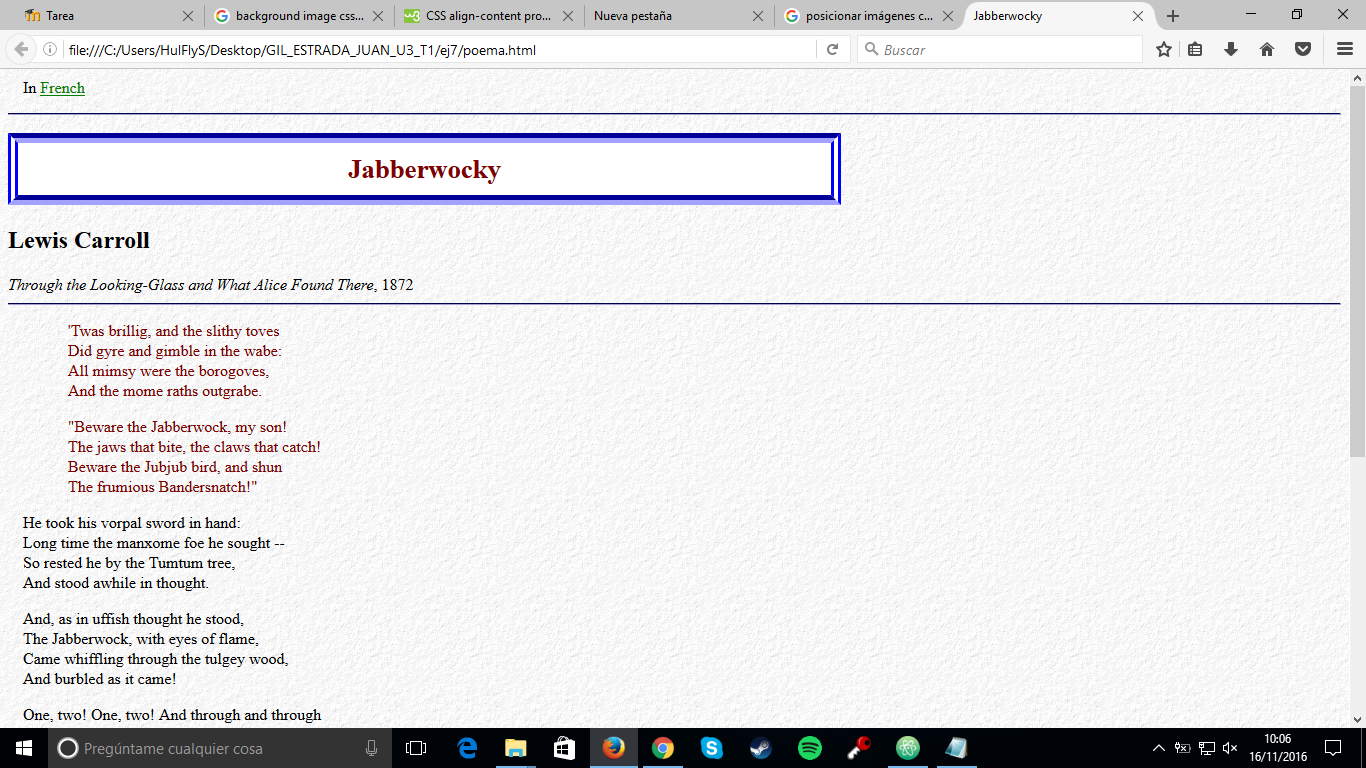 Tarea
background image css...
CSS align-content pro...
Nueva pestaña
posicionar imágenes c...
Jabberwocky
file:///C:/Users/HulFlyS/Desktop/GIL_ESTRADA_JUAN_U3_T1/ej7/poema.html
Buscar
In French
Jabberwocky
Lewis Carroll
Through the Looking-Glass and What Alice Found There, 1872
'Twas brillig, and the slithy toves
Did gyre and gimble in the wabe:
All mimsy were the borogoves,
And the mome raths outgrabe.
"Beware the Jabberwock, my son!
The jaws that bite, the claws that catch!
Beware the Jubjub bird, and shun
The frumious Bandersnatch!"
He took his vorpal sword in hand:
Long time the manxome foe he sought --
So rested he by the Tumtum tree,
And stood awhile in thought.
And, as in uffish thought he stood,
The Jabberwock, with eyes of flame,
Came whiffling through the tulgey wood,
And burbled as it came!
One, two! One, two! And through and through
Pregúntame cualquier cosa
10:06
16/11/2016